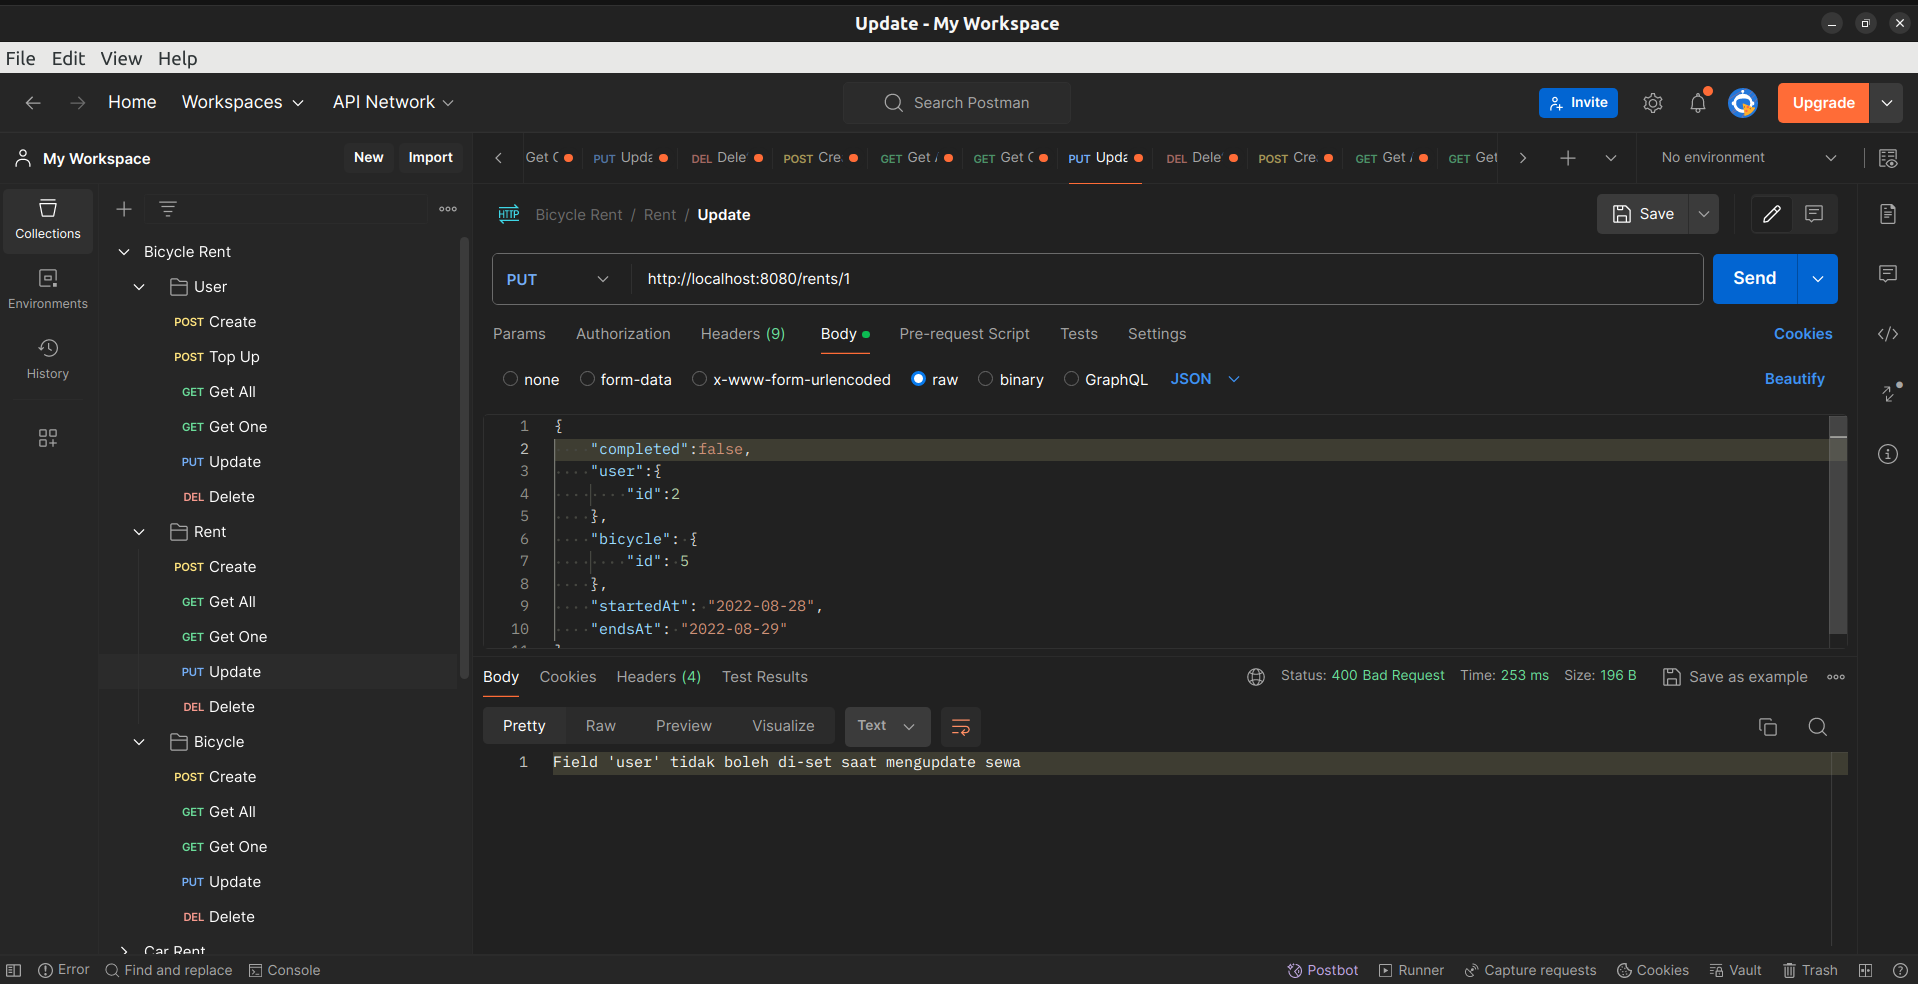 Update - My Workspace
File Edit View Help
Home Workspaces API Network Search Postman Invite Upgrade
My Workspace New Import
Get C PUT Upda DEL Dele POST Cre GET Get GET Get C PUT Upda DEL Dele POST Cre GET Get GET Get No environment
Collections
Environments
History
Bicycle Rent
User
POST Create
POST Top Up
GET Get All
GET Get One
PUT Update
DEL Delete
Rent
POST Create
GET Get All
GET Get One
PUT Update
DEL Delete
Bicycle
POST Create
GET Get All
GET Get One
PUT Update
DEL Delete
Car Rent
HTTP Bicycle Rent / Rent / Update Save
PUT http://localhost:8080/rents/1 Send
Params Authorization Headers (9) Body Pre-request Script Tests Settings Cookies
none form-data x-www-form-urlencoded raw binary GraphQL JSON Beautify
1 {
2 "completed":false,
3 "user":{
4 "id":2
5 },
6 "bicycle": {
7 "id": 5
8 },
9 "startedAt": "2022-08-28",
10 "endsAt": "2022-08-29"
Body Cookies Headers (4) Test Results Status: 400 Bad Request Time: 253 ms Size: 196 B Save as example
Pretty Raw Preview Visualize Text
1 Field 'user' tidak boleh di-set saat mengupdate sewa
Error Find and replace Console Postbot Runner Capture requests Cookies Vault Trash